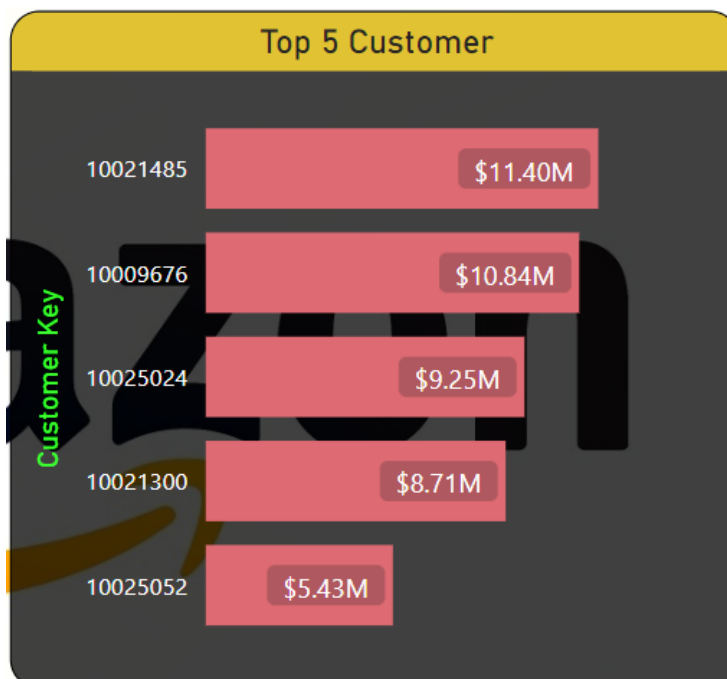 Top 5 Customer
Customer Key
10021485 $11.40M
10009676 $10.84M
10025024 $9.25M
10021300 $8.71M
10025052 $5.43M
azon